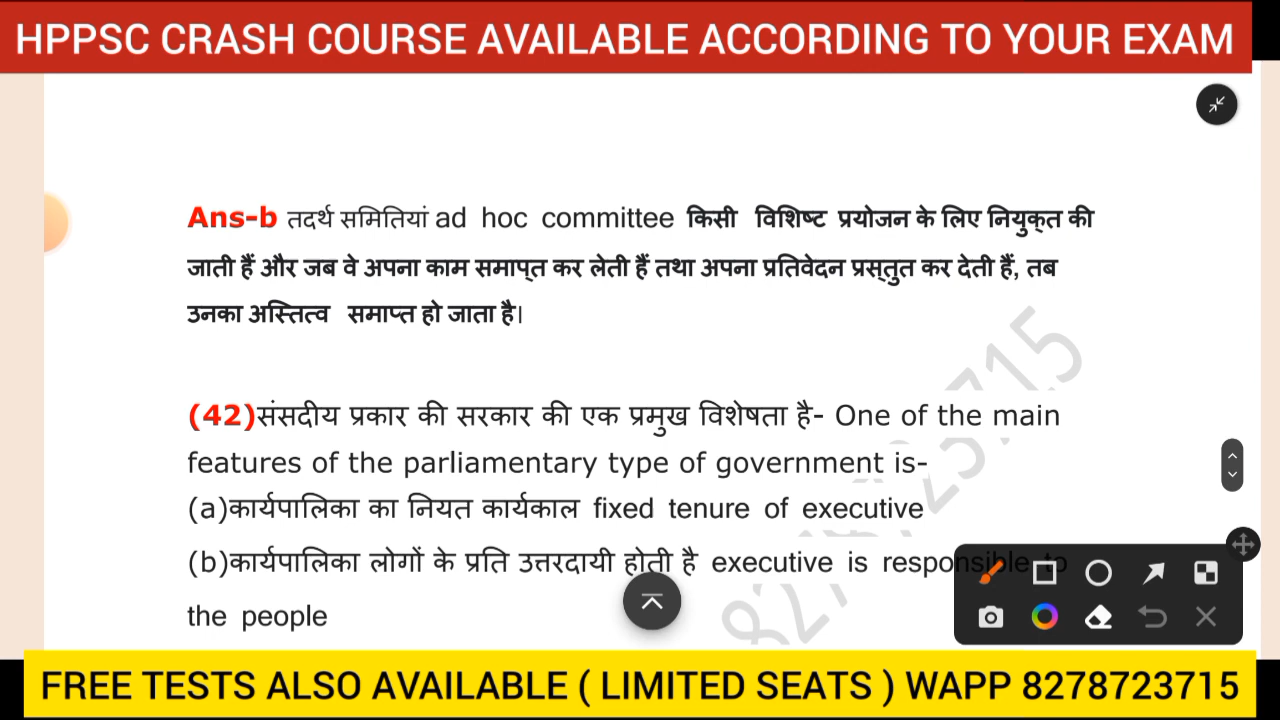 HPPSC CRASH COURSE AVAILABLE ACCORDING TO YOUR EXAM
Ans-b तदर्थ समितियां ad hoc committee किसी विशिष्ट प्रयोजन के लिए नियुक्त की
जाती हैं और जब वे अपना काम समाप्त कर लेती हैं तथा अपना प्रतिवेदन प्रस्तुत कर देती हैं, तब
उनका अस्तित्व समाप्त हो जाता है।
(42)संसदीय प्रकार की सरकार की एक प्रमुख विशेषता है- One of the main
features of the parliamentary type of government is-
(a)कार्यपालिका का नियत कार्यकाल fixed tenure of executive
(b)कार्यपालिका लोगों के प्रति उत्तरदायी होती है executive is responsible to
the people
FREE TESTS ALSO AVAILABLE ( LIMITED SEATS ) WAPP 8278723715